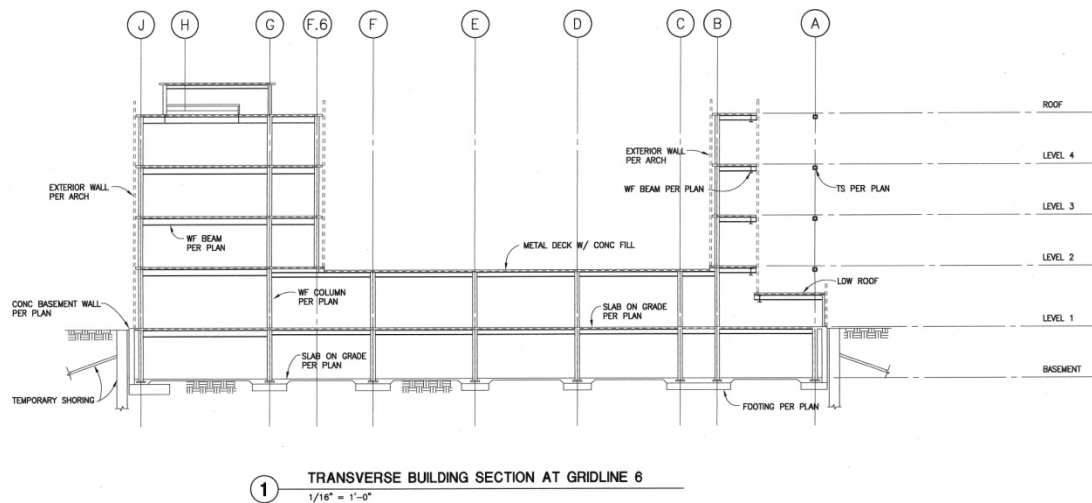 J H G F.6 F E D C B A
ROOF
EXTERIOR WALL
PER ARCH
LEVEL 4
EXTERIOR WALL
PER ARCH
WF BEAM PER PLAN
TS PER PLAN
LEVEL 3
WF BEAM
PER PLAN
METAL DECK W/ CONC FILL
LEVEL 2
LOW ROOF
CONC BASEMENT WALL
PER PLAN
WF COLUMN
PER PLAN
SLAB ON GRADE
PER PLAN
LEVEL 1
SLAB ON GRADE
PER PLAN
BASEMENT
TEMPORARY SHORING
FOOTING PER PLAN
1 TRANSVERSE BUILDING SECTION AT GRIDLINE 6
1/16" = 1'-0"